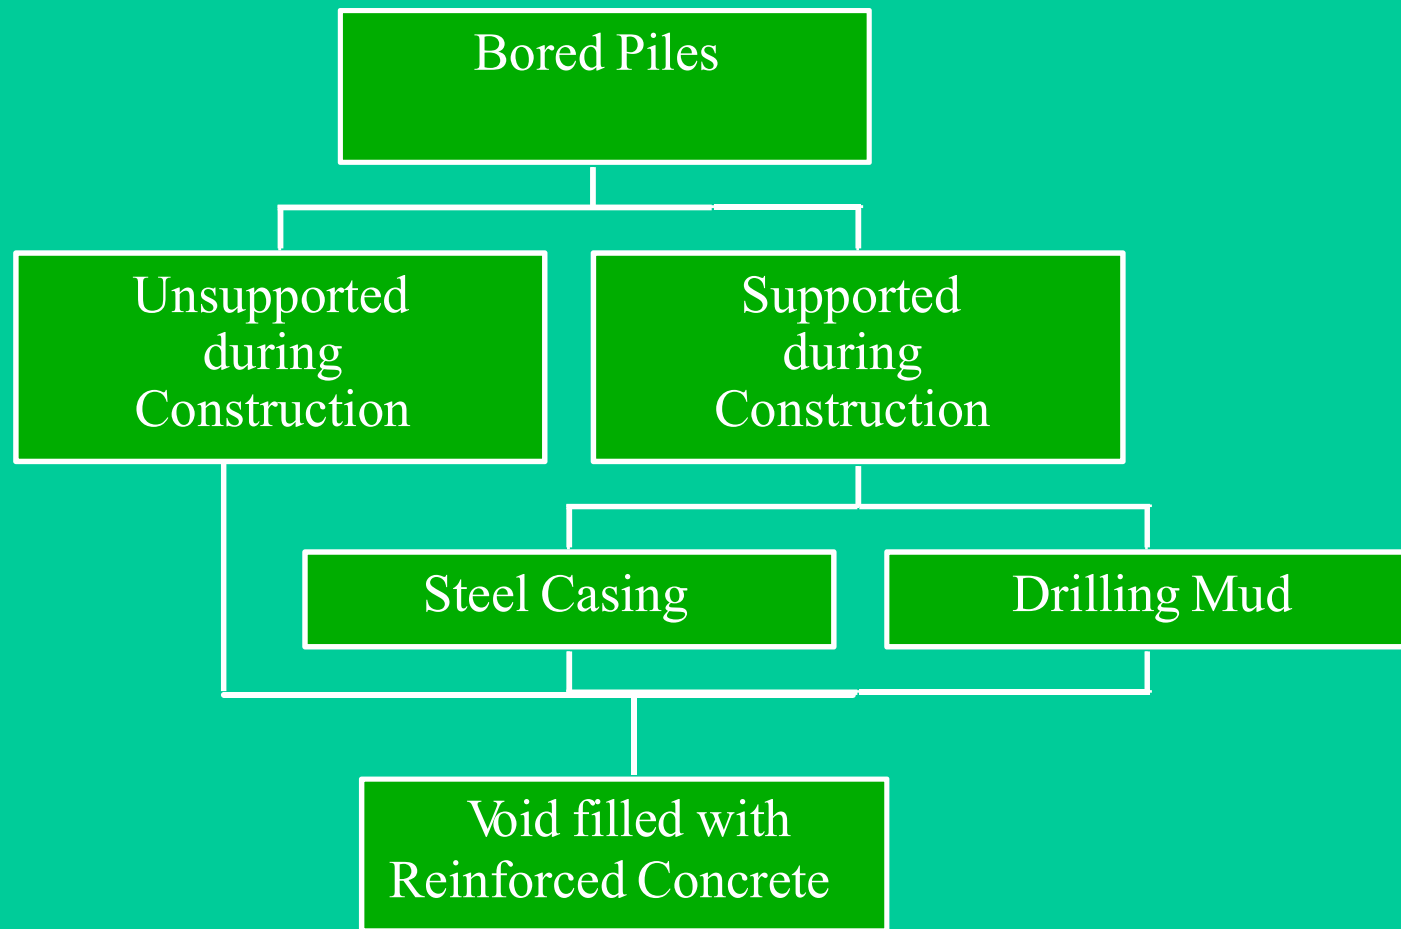 Bored Piles
Unsupported
during
Construction
Supported
during
Construction
Steel Casing
Drilling Mud
Void filled with
Reinforced Concrete